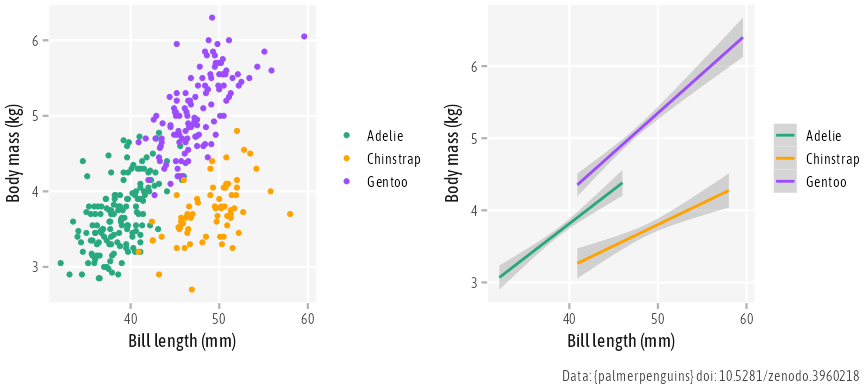 Body mass (kg)
6
5
4
3
40
50
60
Bill length (mm)
Adelie
Chinstrap
Gentoo
Body mass (kg)
6
5
4
3
40
50
60
Bill length (mm)
Adelie
Chinstrap
Gentoo
Data: {palmerpenguins} doi: 10.5281/zenodo.3960218